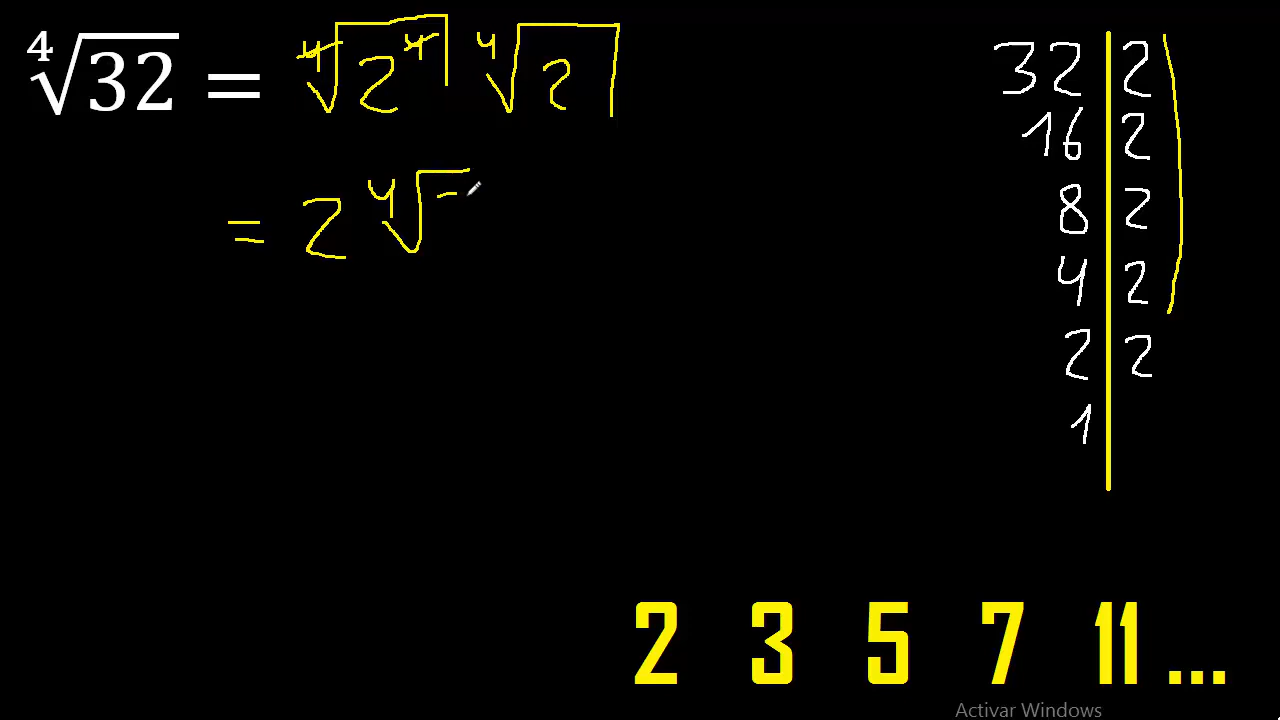 ⁴√32 = ⁴√2⁴ ⁴√2
= 2 ⁴√
32 | 2
16 | 2
8 | 2
4 | 2
2 | 2
1 |
2 3 5 7 11...
Activar Windows